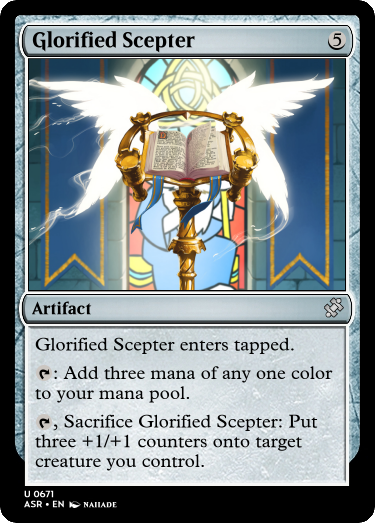 Glorified Scepter 5
Artifact
Glorified Scepter enters tapped.
: Add three mana of any one color
to your mana pool.
, Sacrifice Glorified Scepter: Put
three +1/+1 counters onto target
creature you control.
U 0671
ASR • EN NAIIADE